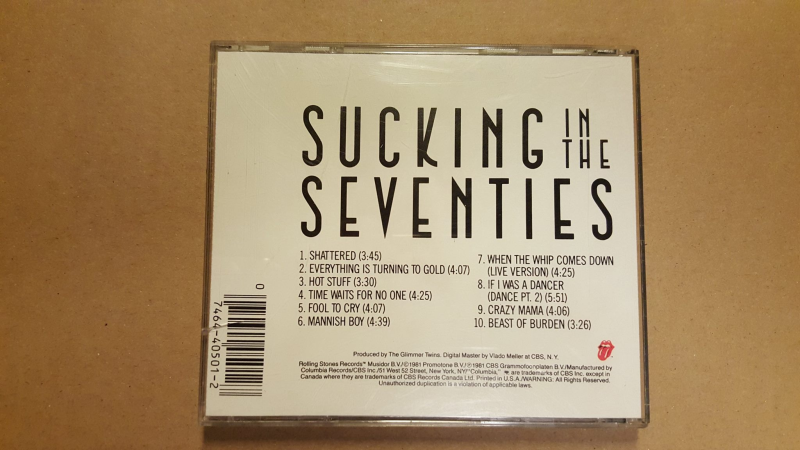 SUCKING IN THE
SEVENTIES
1. SHATTERED (3:45)
2. EVERYTHING IS TURNING TO GOLD (4:07)
3. HOT STUFF (3:30)
4. TIME WAITS FOR NO ONE (4:25)
5. FOOL TO CRY (4:07)
6. MANNISH BOY (4:39)
7. WHEN THE WHIP COMES DOWN
(LIVE VERSION) (4:25)
8. IF I WAS A DANCER
(DANCE PT. 2) (5:51)
9. CRAZY MAMA (4:06)
10. BEAST OF BURDEN (3:26)
0
7464-40501-2
Produced by The Glimmer Twins. Digital Master by Vlado Meller at CBS, N.Y.
Rolling Stones Records™ Musidor B.V./©1981 Promotone B.V./℗1981 CBS Grammofoonplaten B.V./Manufactured by
Columbia Records/CBS Inc./51 West 52 Street, New York, NY/"Columbia," are trademarks of CBS Inc. except in
Canada where they are trademarks of CBS Records Canada Ltd. Printed in U.S.A./WARNING: All Rights Reserved.
Unauthorized duplication is a violation of applicable laws.